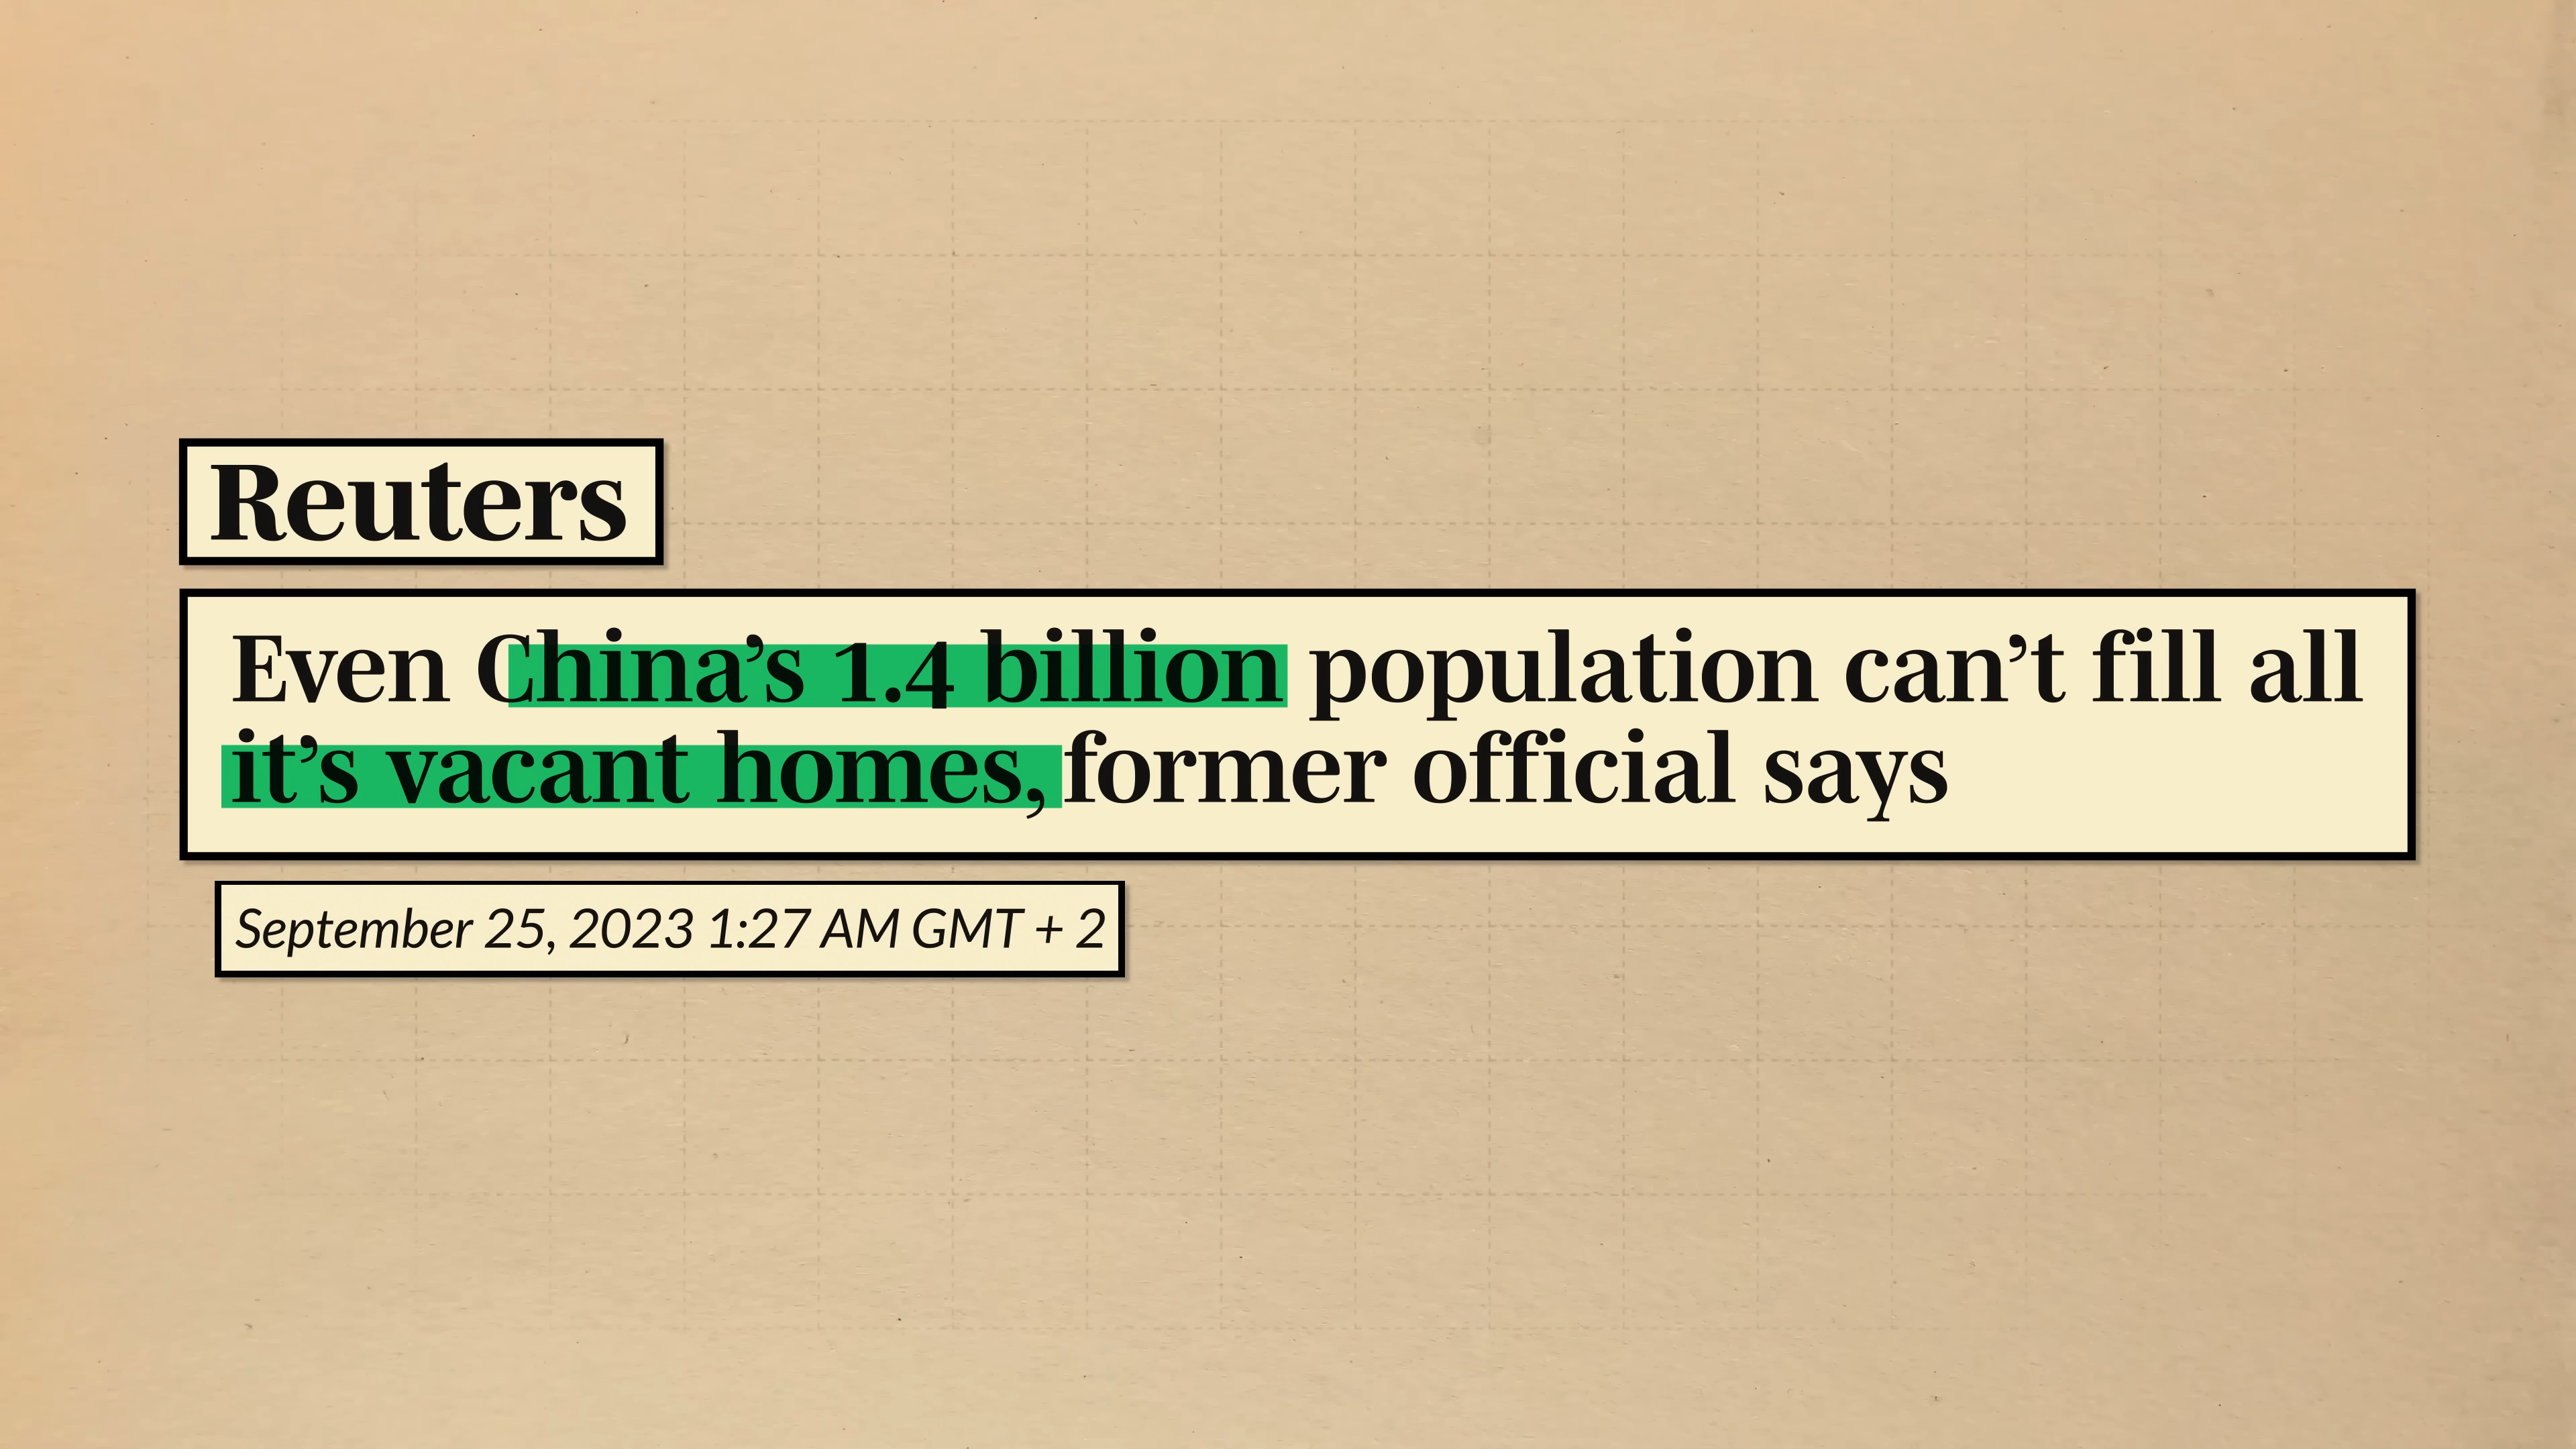 Reuters
Even China’s 1.4 billion population can’t fill all
it’s vacant homes, former official says
September 25, 2023 1:27 AM GMT + 2